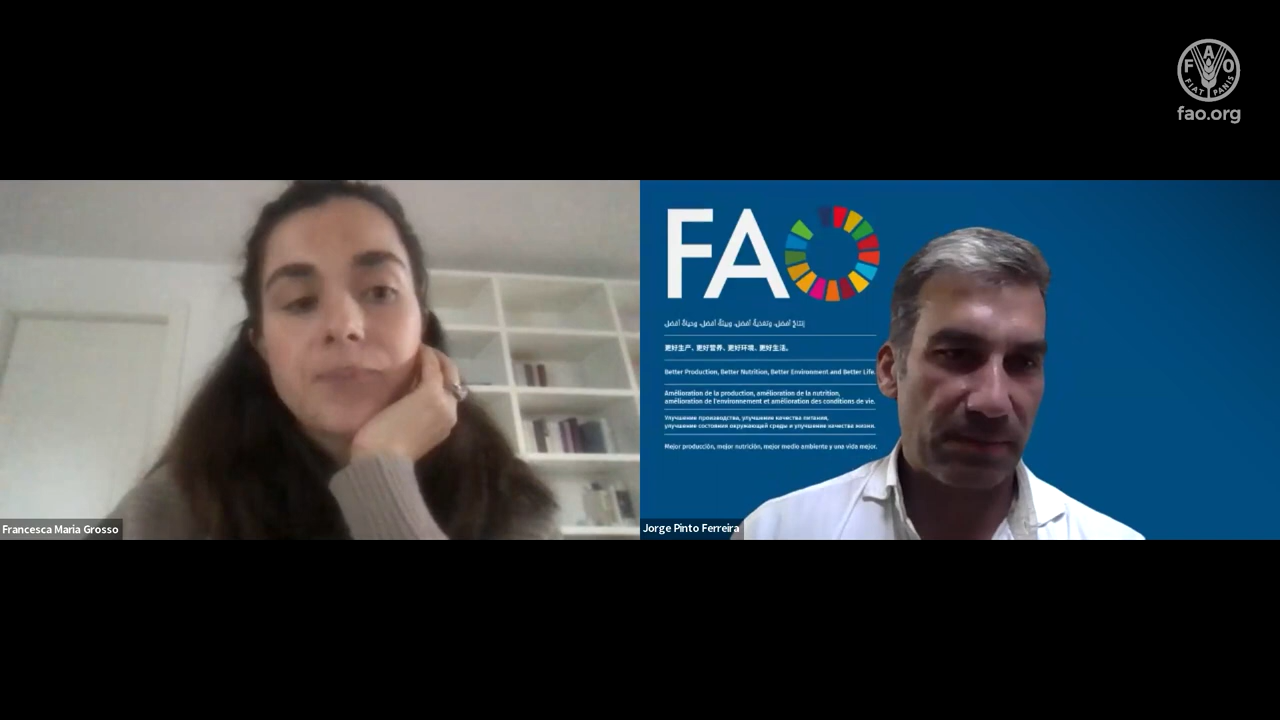 FAO
FIAT PANIS
fao.org
FAO
إنتاج أفضل، وتغذية أفضل، وبيئة أفضل، وحياة أفضل.
更好生产、更好营养、更好环境、更好生活。
Better Production, Better Nutrition, Better Environment and Better Life.
Amélioration de la production, amélioration de la nutrition,
amélioration de l'environnement et amélioration des conditions de vie.
Улучшение производства, улучшение качества питания,
улучшение состояния окружающей среды и улучшение качества жизни.
Mejor producción, mejor nutrición, mejor medio ambiente y una vida mejor.
Francesca Maria Grosso
Jorge Pinto Ferreira